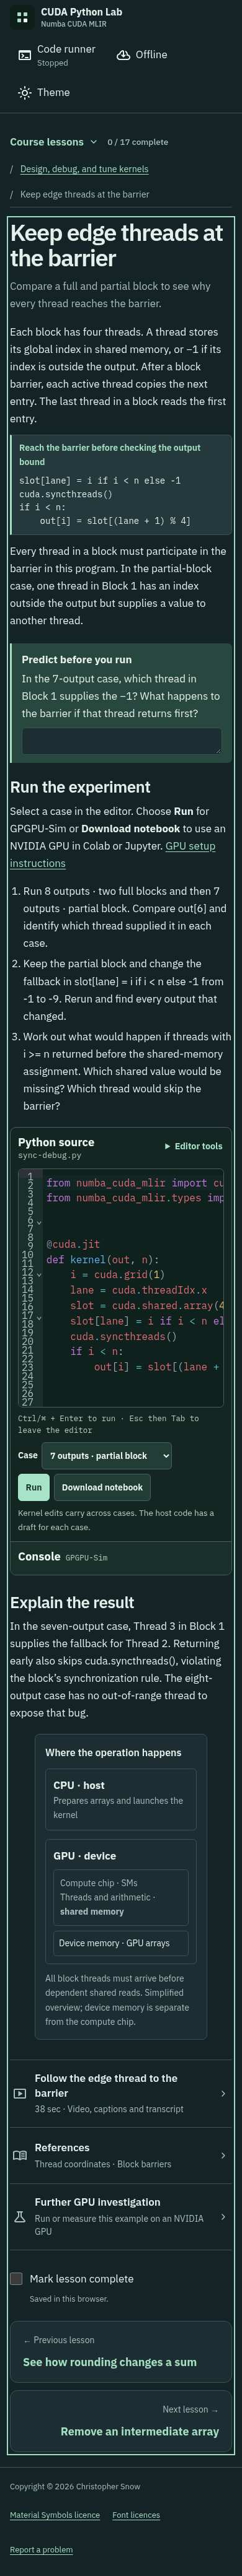 CUDA Python Lab
Numba CUDA MLIR
Code runner
Stopped
Offline
Theme
Course lessons
0 / 17 complete
/ Design, debug, and tune kernels
/ Keep edge threads at the barrier
Keep edge threads at
the barrier
Compare a full and partial block to see why
every thread reaches the barrier.
Each block has four threads. A thread stores
its global index in shared memory, or −1 if its
index is outside the output. After a block
barrier, each active thread copies the next
entry. The last thread in a block reads the first
entry.
Reach the barrier before checking the output
bound
slot[lane] = i if i < n else -1
cuda.syncthreads()
if i < n:
    out[i] = slot[(lane + 1) % 4]
Every thread in a block must participate in the
barrier in this program. In the partial-block
case, one thread in Block 1 has an index
outside the output but supplies a value to
another thread.
Predict before you run
In the 7-output case, which thread in
Block 1 supplies the −1? What happens to
the barrier if that thread returns first?
Run the experiment
Select a case in the editor. Choose Run for
GPGPU-Sim or Download notebook to use an
NVIDIA GPU in Colab or Jupyter. GPU setup
instructions
1. Run 8 outputs · two full blocks and then 7
outputs · partial block. Compare out[6] and
identify which thread supplied it in each
case.
2. Keep the partial block and change the
fallback in slot[lane] = i if i < n else -1 from
-1 to -9. Rerun and find every output that
changed.
3. Work out what would happen if threads with
i >= n returned before the shared-memory
assignment. Which shared value would be
missing? Which thread would skip the
barrier?
Python source
sync-debug.py
Editor tools
1
2
3
4
5
6
7
8
9
10
11
12
13
14
15
16
17
18
19
20
21
22
23
24
25
26
27
from numba_cuda_mlir import cu
from numba_cuda_mlir.types imp
@cuda.jit
def kernel(out, n):
    i = cuda.grid(1)
    lane = cuda.threadIdx.x
    slot = cuda.shared.array(4
    slot[lane] = i if i < n el
    cuda.syncthreads()
    if i < n:
        out[i] = slot[(lane +
Ctrl/⌘ + Enter to run · Esc then Tab to
leave the editor
Case 7 outputs · partial block
Run Download notebook
Kernel edits carry across cases. The host code has a
draft for each case.
Console GPGPU-Sim
Explain the result
In the seven-output case, Thread 3 in Block 1
supplies the fallback for Thread 2. Returning
early also skips cuda.syncthreads(), violating
the block’s synchronization rule. The eight-
output case has no out-of-range thread to
expose that bug.
Where the operation happens
CPU · host
Prepares arrays and launches the
kernel
GPU · device
Compute chip · SMs
Threads and arithmetic ·
shared memory
Device memory · GPU arrays
All block threads must arrive before
dependent shared reads. Simplified
overview; device memory is separate
from the compute chip.
Follow the edge thread to the
barrier
38 sec · Video, captions and transcript
References
Thread coordinates · Block barriers
Further GPU investigation
Run or measure this example on an NVIDIA
GPU
Mark lesson complete
Saved in this browser.
← Previous lesson
See how rounding changes a sum
Next lesson →
Remove an intermediate array
Copyright © 2026 Christopher Snow
Material Symbols licence Font licences
Report a problem